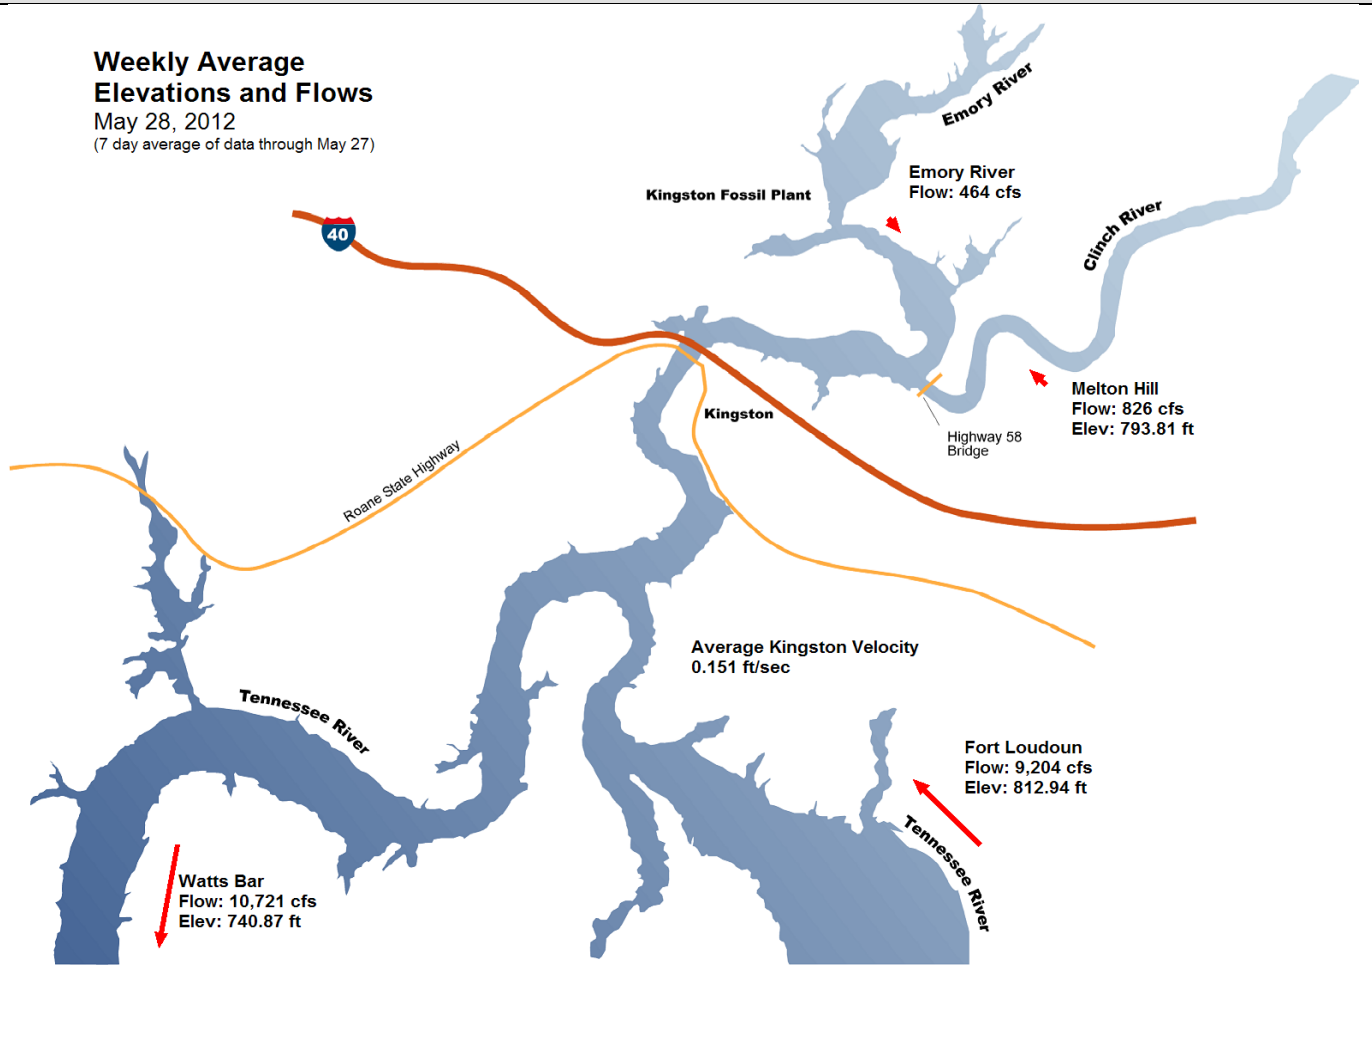 Weekly Average
Elevations and Flows
May 28, 2012
(7 day average of data through May 27)
Emory River
Emory River
Flow: 464 cfs
Kingston Fossil Plant
Clinch River
40
Melton Hill
Flow: 826 cfs
Elev: 793.81 ft
Kingston
Highway 58
Bridge
Roane State Highway
Average Kingston Velocity
0.151 ft/sec
Tennessee River
Fort Loudoun
Flow: 9,204 cfs
Elev: 812.94 ft
Tennessee River
Watts Bar
Flow: 10,721 cfs
Elev: 740.87 ft